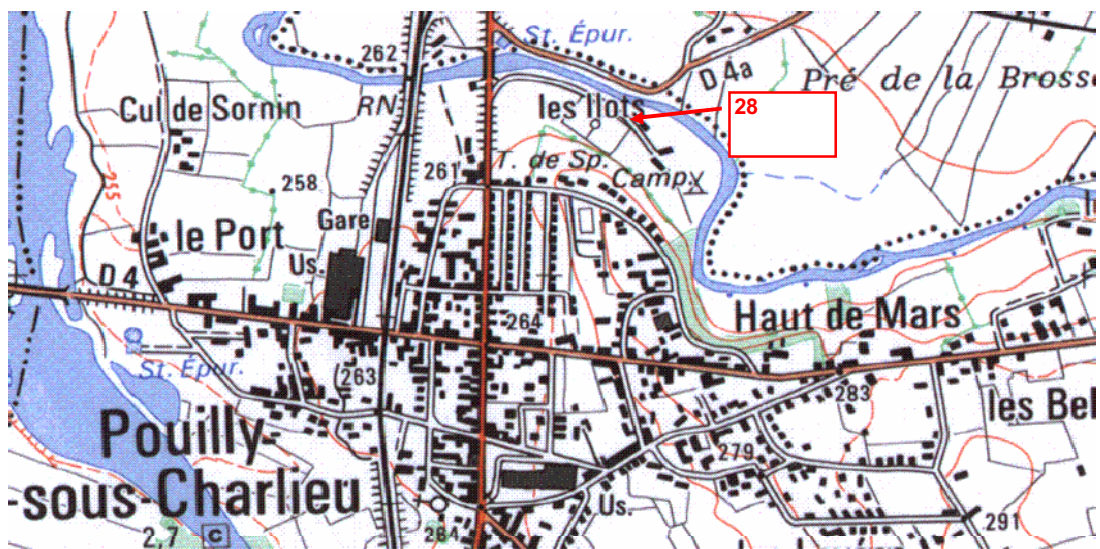 St. Épur.
262
D 4a
Pré de la Brosse
Cul de Sornin
RN
les Ilots
28
T. de Sp.
Camp
261
255
258
Gare
le Port
Us.
D 4
264
Haut de Mars
St. Épur.
263
283
les Bel
Pouilly
-sous-Charlieu
279
Us.
264
291
2,7
C